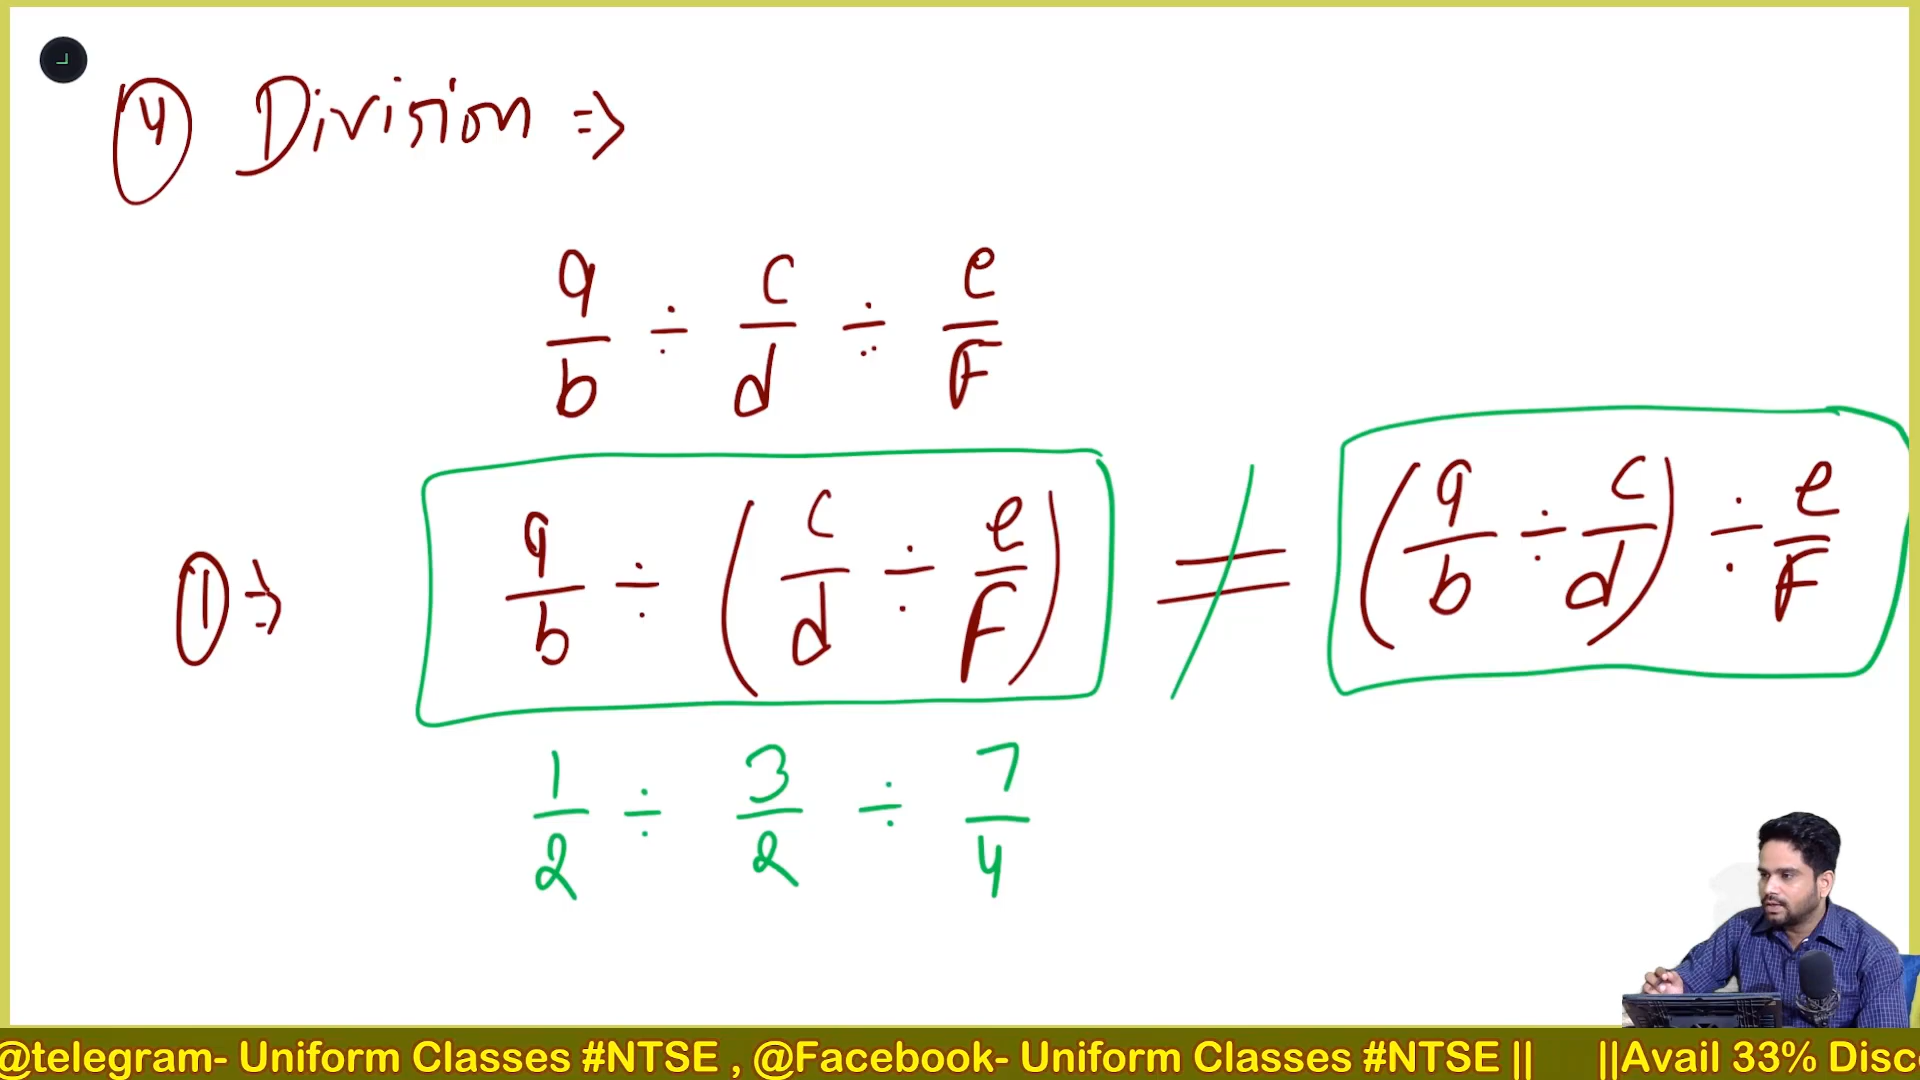 ④ Division ⇒
a/b ÷ c/d ÷ e/F
① ⇒ a/b ÷ (c/d ÷ e/F) ≠ (a/b ÷ c/d) ÷ e/F
1/2 ÷ 3/2 ÷ 7/4
@telegram- Uniform Classes #NTSE , @Facebook- Uniform Classes #NTSE || ||Avail 33% Disc